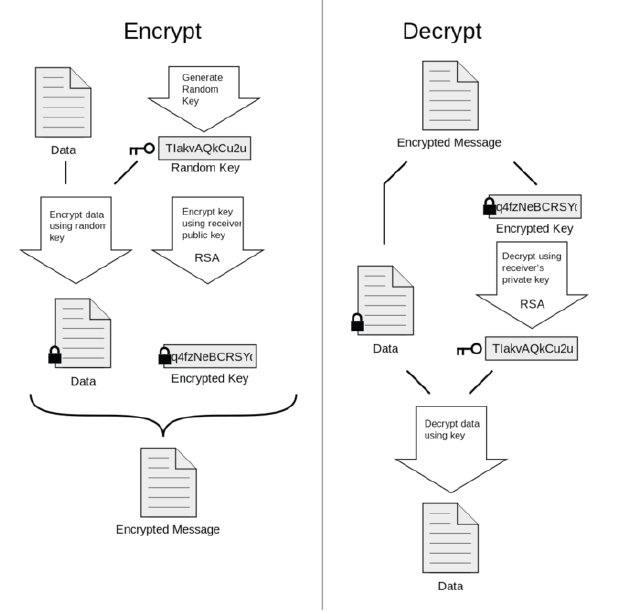 Encrypt
Generate
Random
Key
Data
TIakvAQkCu2u
Random Key
Encrypt data
using random
key
Encrypt key
using receiver
public key
RSA
Data
q4fzNeBCRSY
Encrypted Key
Encrypted Message
Decrypt
Encrypted Message
q4fzNeBCRSY
Encrypted Key
Decrypt using
receiver's
private key
RSA
Data
TIakvAQkCu2u
Decrypt data
using key
Data